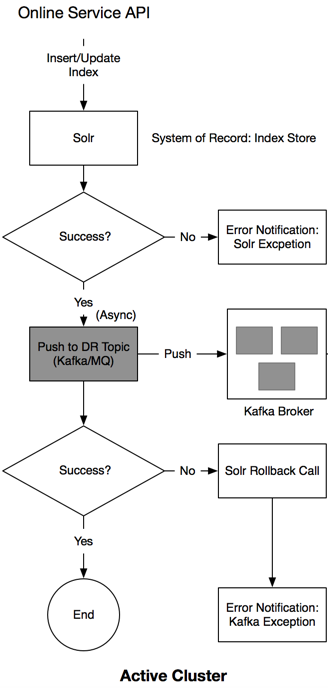 Online Service API
Insert/Update
Index
Solr
System of Record: Index Store
Success?
No
Error Notification:
Solr Excpetion
Yes
(Async)
Push to DR Topic
(Kafka/MQ)
Push
Kafka Broker
Success?
No
Solr Rollback Call
Yes
End
Error Notification:
Kafka Exception
Active Cluster